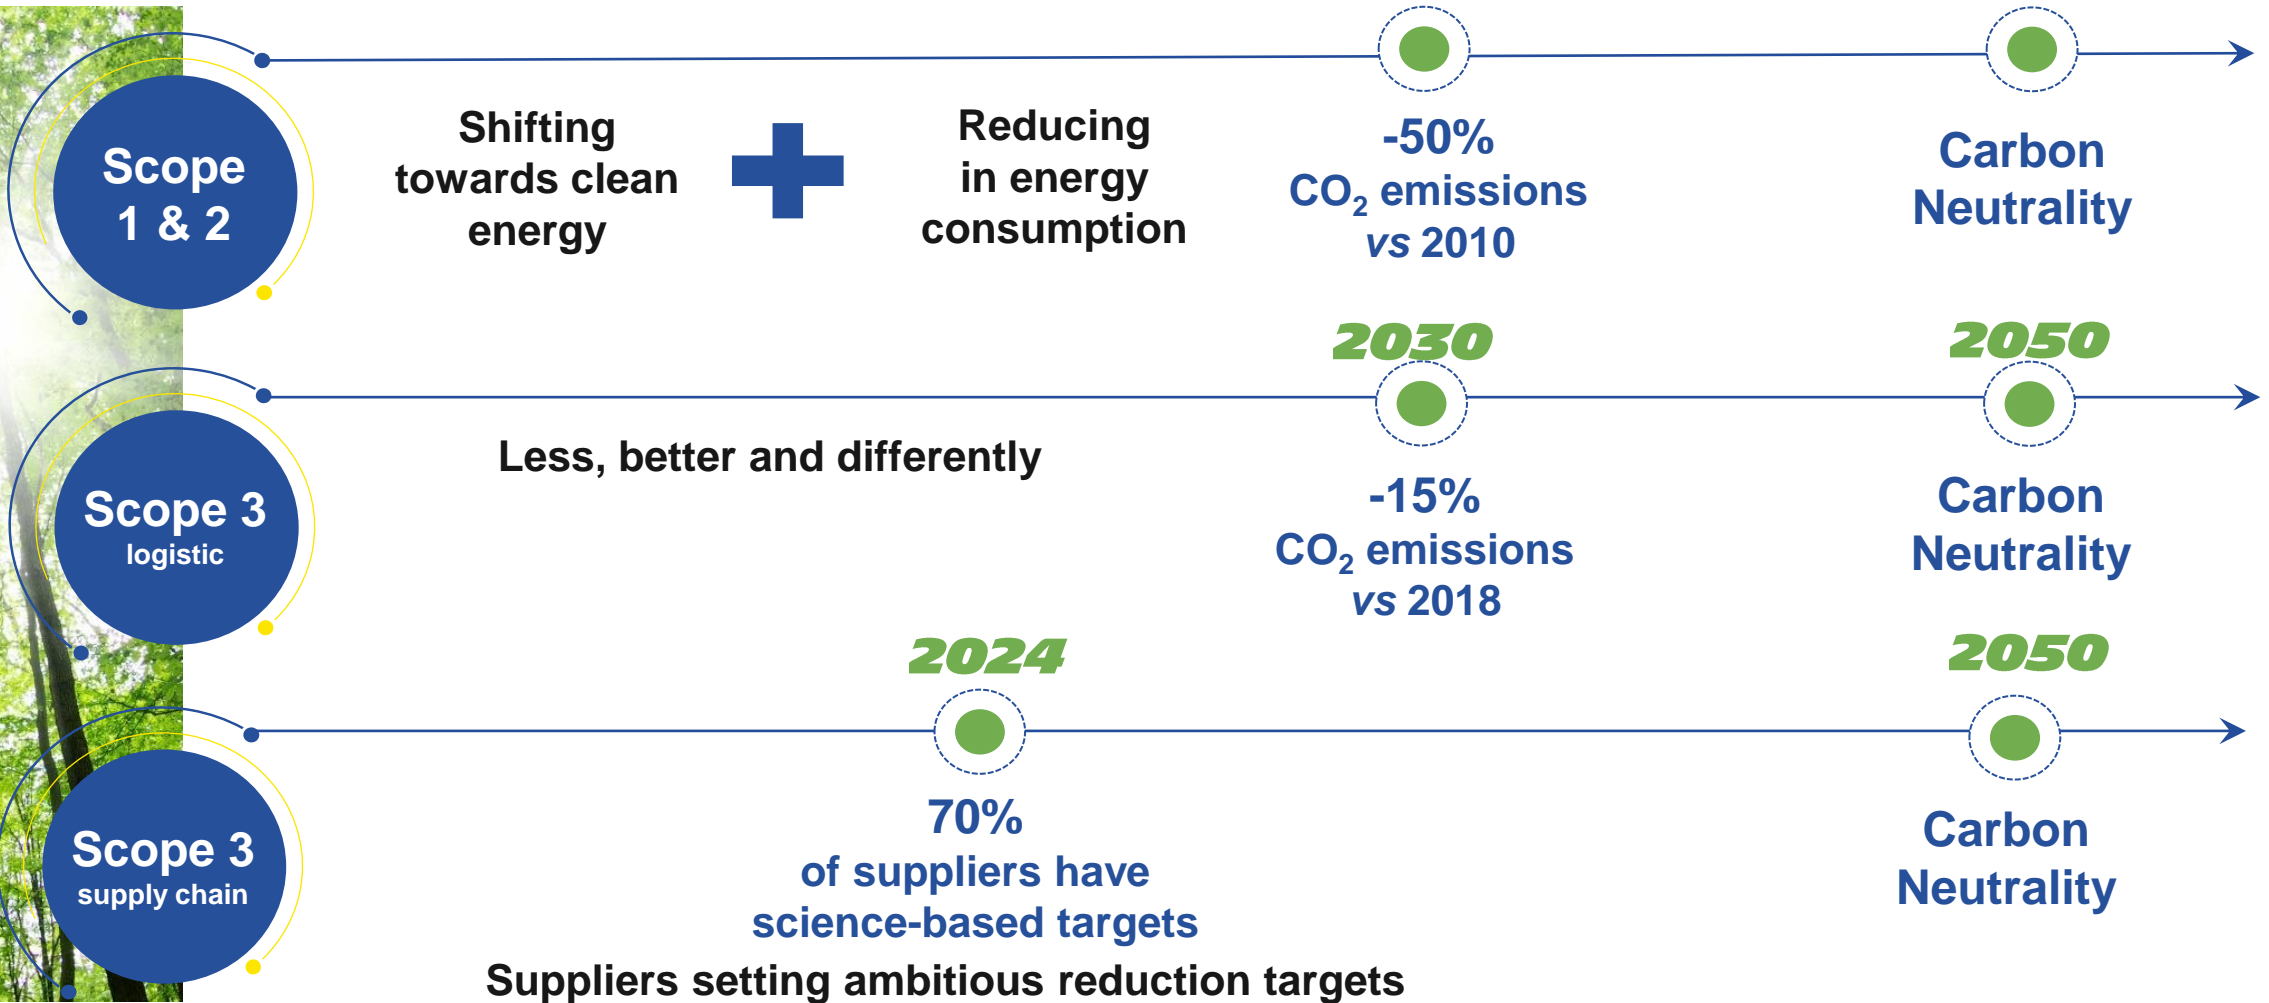 Scope
1 & 2
Shifting
towards clean
energy
Reducing
in energy
consumption
-50%
CO₂ emissions
vs 2010
Carbon
Neutrality
2030
2050
Scope 3
logistic
Less, better and differently
-15%
CO₂ emissions
vs 2018
Carbon
Neutrality
2024
2050
Scope 3
supply chain
70%
of suppliers have
science-based targets
Suppliers setting ambitious reduction targets
Carbon
Neutrality